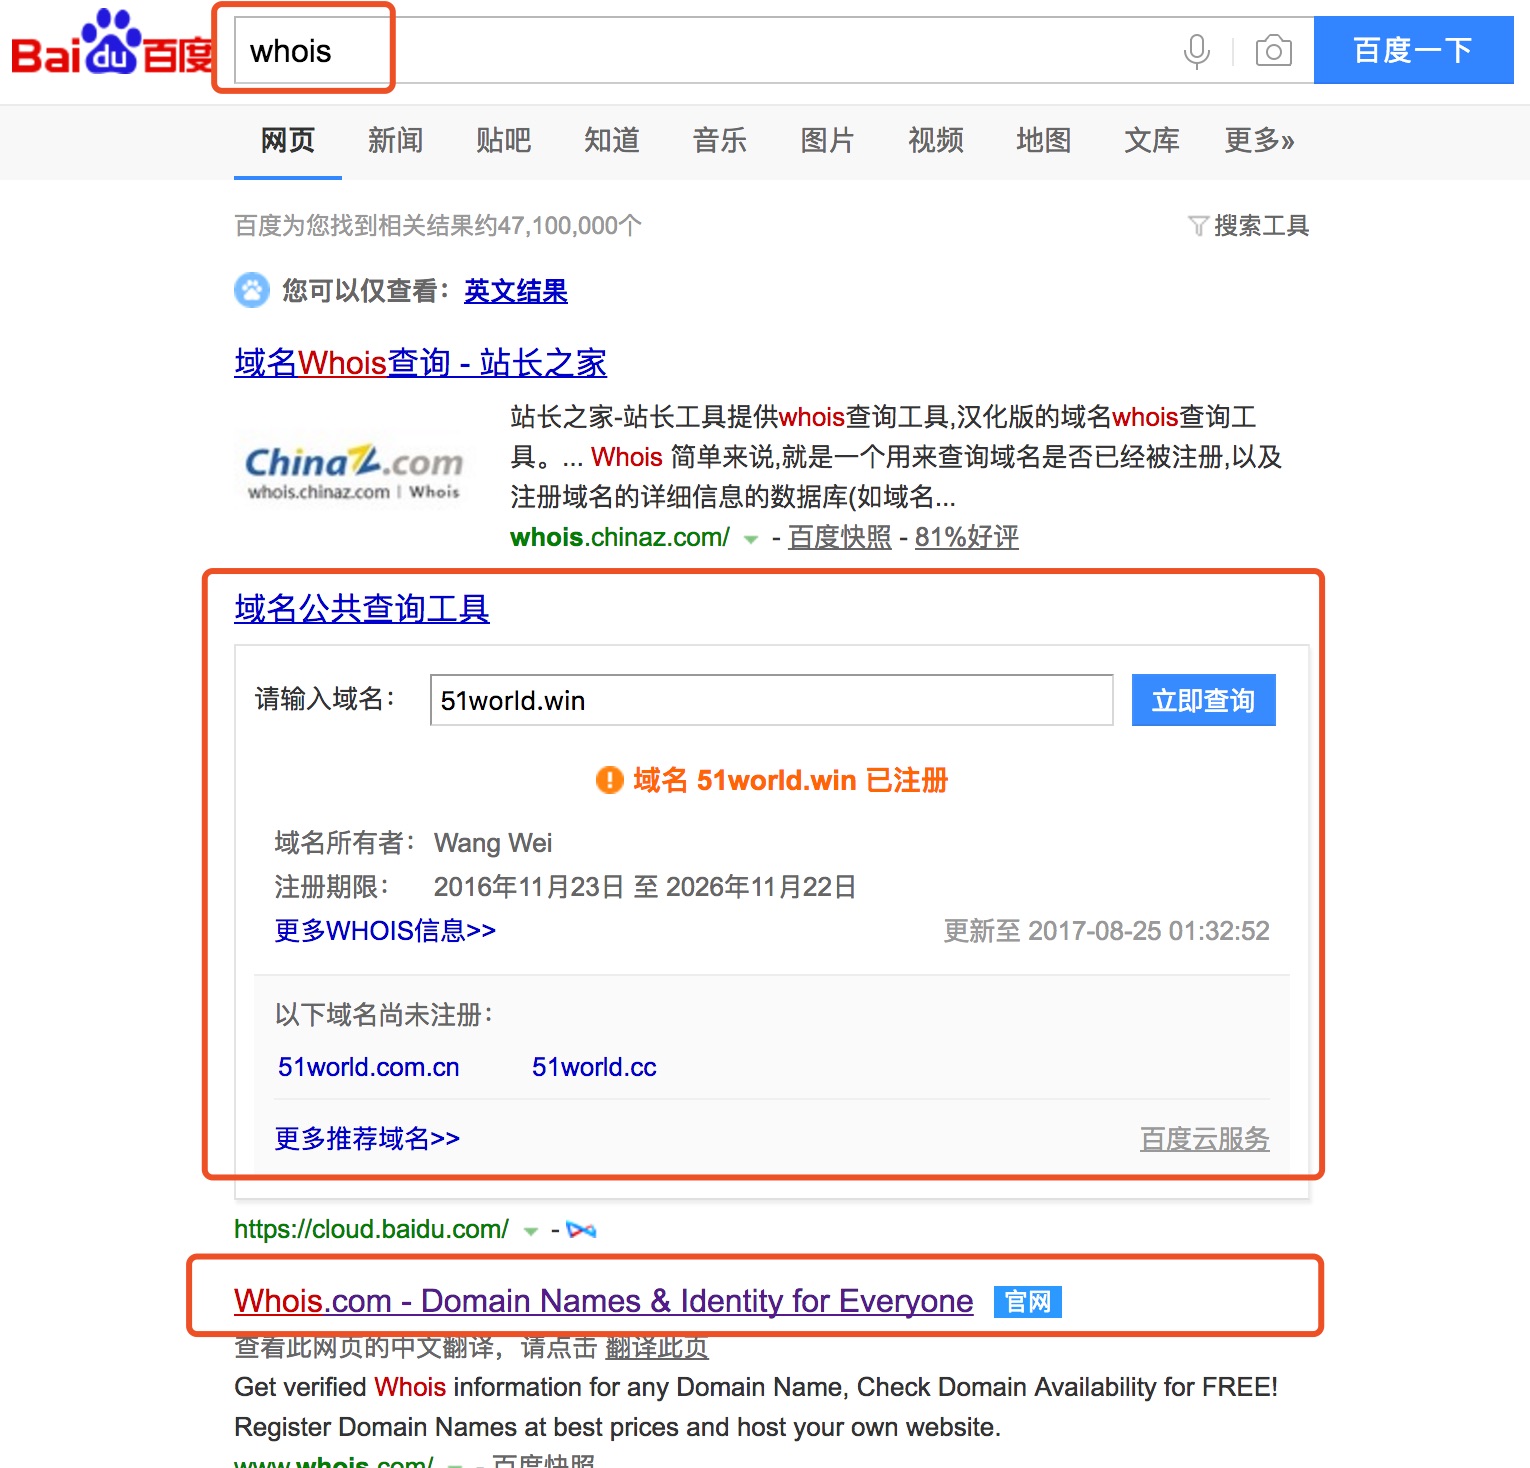 Bai du 百度
whois
百度一下
网页 新闻 贴吧 知道 音乐 图片 视频 地图 文库 更多»
百度为您找到相关结果约47,100,000个
搜索工具
您可以仅查看：英文结果
域名Whois查询 - 站长之家
ChinaZ.com
whois.chinaz.com | Whois
站长之家-站长工具提供whois查询工具,汉化版的域名whois查询工
具。... Whois 简单来说,就是一个用来查询域名是否已经被注册,以及
注册域名的详细信息的数据库(如域名...
whois.chinaz.com/ - 百度快照 - 81%好评
域名公共查询工具
请输入域名： 51world.win 立即查询
域名 51world.win 已注册
域名所有者： Wang Wei
注册期限： 2016年11月23日 至 2026年11月22日
更多WHOIS信息>> 更新至 2017-08-25 01:32:52
以下域名尚未注册：
51world.com.cn 51world.cc
更多推荐域名>> 百度云服务
https://cloud.baidu.com/ -
Whois.com - Domain Names & Identity for Everyone 官网
查看此网页的中文翻译，请点击 翻译此页
Get verified Whois information for any Domain Name, Check Domain Availability for FREE!
Register Domain Names at best prices and host your own website.
www.whois.com/ - 百度快照